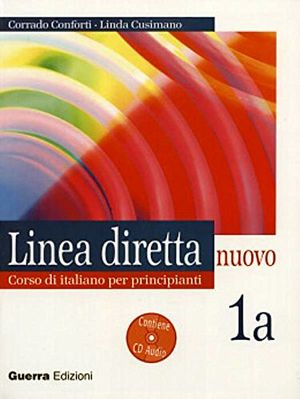 Corrado Conforti - Linda Cusimano
Linea diretta nuovo
Corso di italiano per principianti
1a
Contiene
CD Audio
Guerra Edizioni